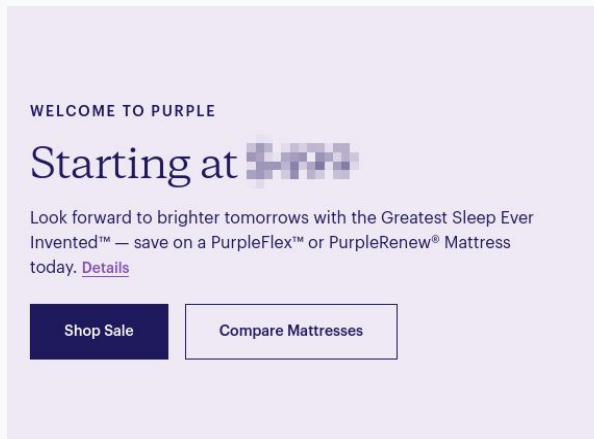 WELCOME TO PURPLE
Starting at
Look forward to brighter tomorrows with the Greatest Sleep Ever
Invented™ — save on a PurpleFlex™ or PurpleRenew® Mattress
today. Details
Shop Sale Compare Mattresses